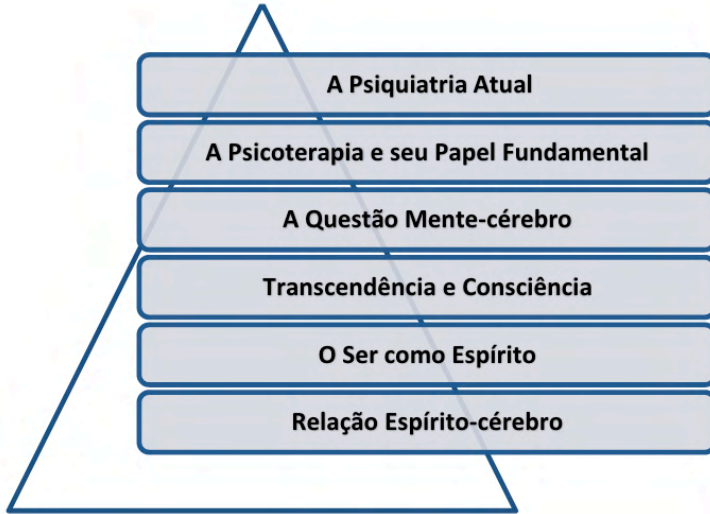 A Psiquiatria Atual
A Psicoterapia e seu Papel Fundamental
A Questão Mente-cérebro
Transcendência e Consciência
O Ser como Espírito
Relação Espírito-cérebro